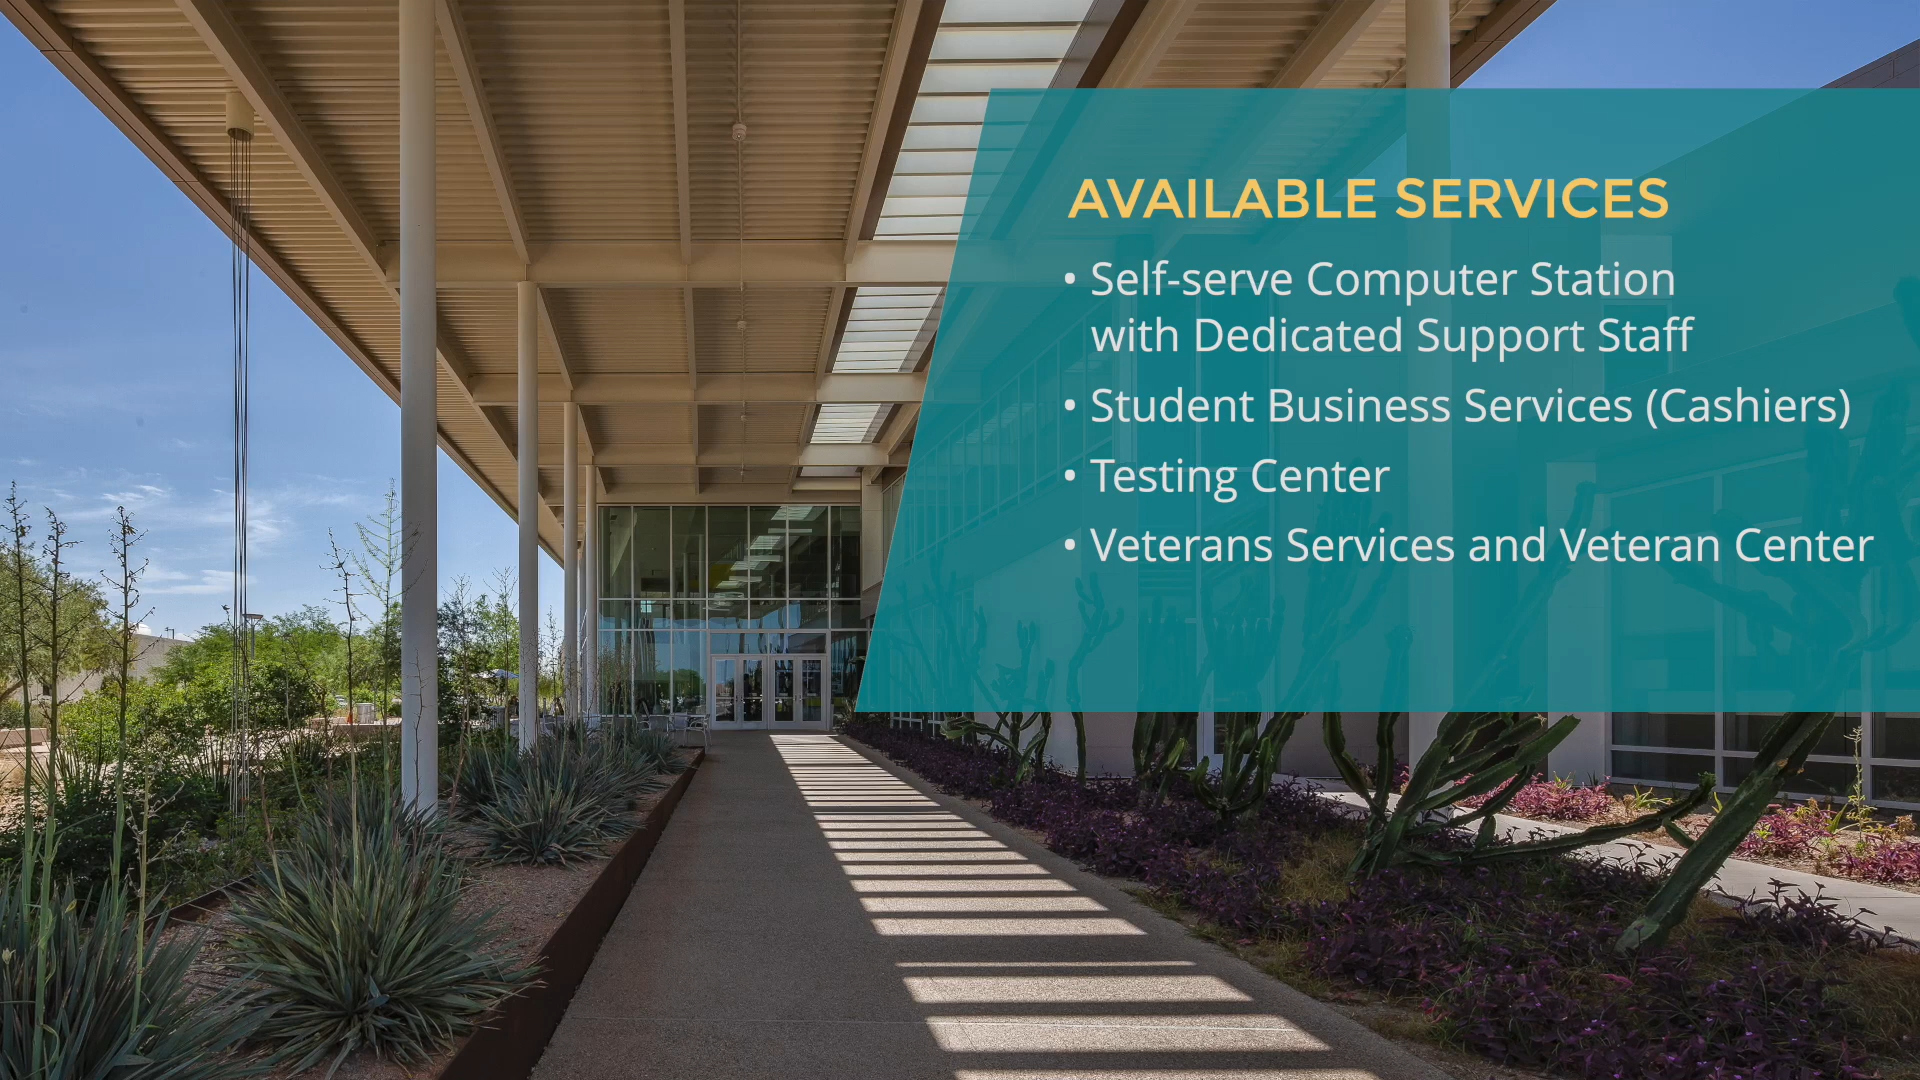 AVAILABLE SERVICES
• Self-serve Computer Station
with Dedicated Support Staff
• Student Business Services (Cashiers)
• Testing Center
• Veterans Services and Veteran Center